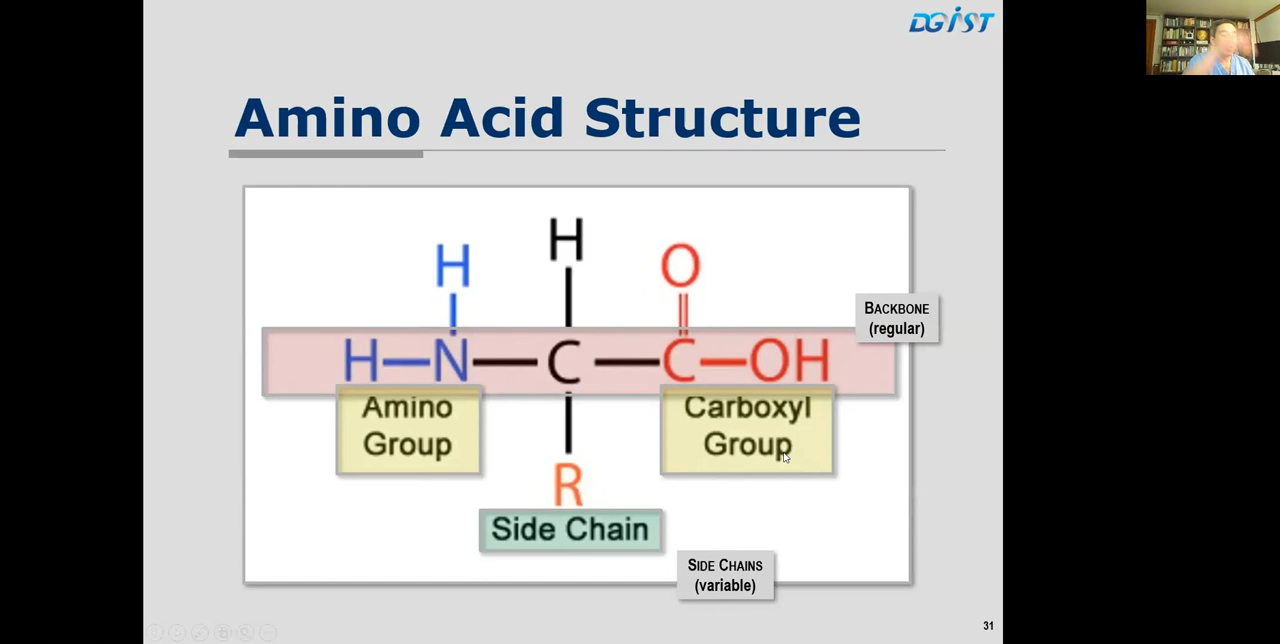 DGIST
Amino Acid Structure
H
H
O
BACKBONE
(regular)
H—N—C—C—OH
Amino
Group
Carboxyl
Group
R
Side Chain
SIDE CHAINS
(variable)
31